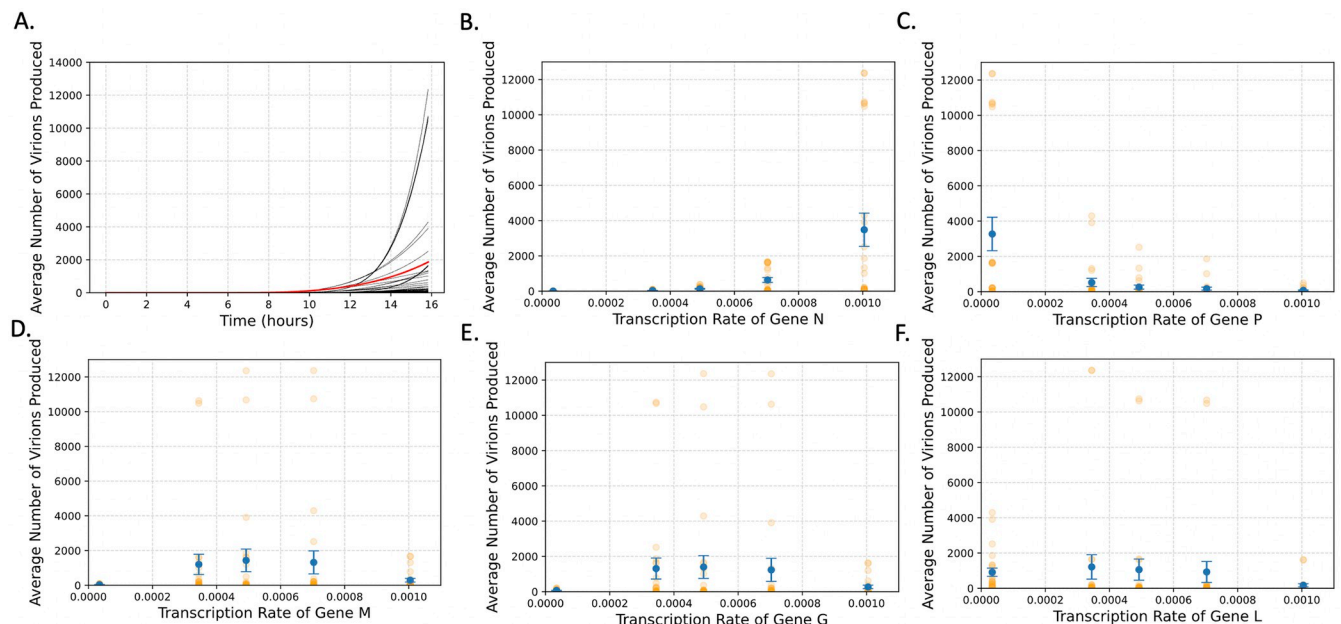 A.
Average Number of Virions Produced
14000
12000
10000
8000
6000
4000
2000
0
0 2 4 6 8 10 12 14 16
Time (hours)
B.
Average Number of Virions Produced
12000
10000
8000
6000
4000
2000
0
0.0000 0.0002 0.0004 0.0006 0.0008 0.0010
Transcription Rate of Gene N
C.
Average Number of Virions Produced
12000
10000
8000
6000
4000
2000
0
0.0000 0.0002 0.0004 0.0006 0.0008 0.0010
Transcription Rate of Gene P
D.
Average Number of Virions Produced
12000
10000
8000
6000
4000
2000
0
0.0000 0.0002 0.0004 0.0006 0.0008 0.0010
Transcription Rate of Gene M
E.
Average Number of Virions Produced
12000
10000
8000
6000
4000
2000
0
0.0000 0.0002 0.0004 0.0006 0.0008 0.0010
Transcription Rate of Gene G
F.
Average Number of Virions Produced
12000
10000
8000
6000
4000
2000
0
0.0000 0.0002 0.0004 0.0006 0.0008 0.0010
Transcription Rate of Gene L